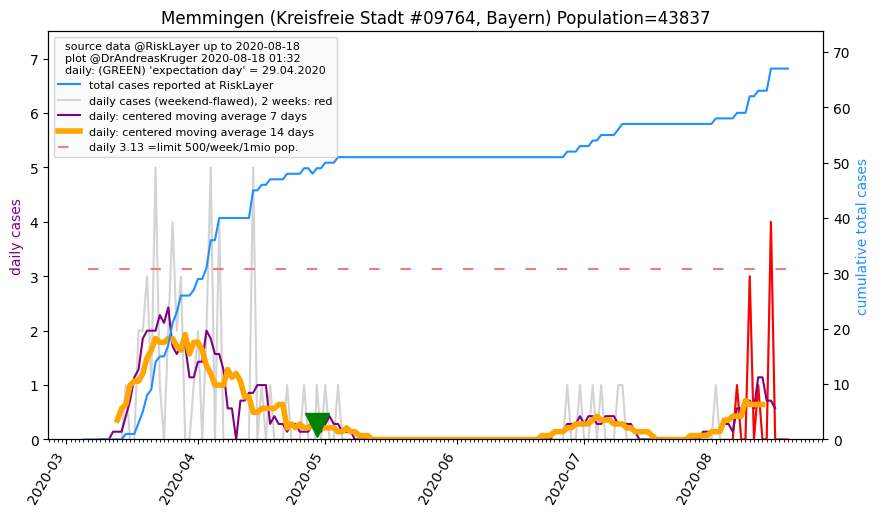 Memmingen (Kreisfreie Stadt #09764, Bayern) Population=43837
source data @RiskLayer up to 2020-08-18
plot @DrAndreasKruger 2020-08-18 01:32
daily: (GREEN) 'expectation day' = 29.04.2020
total cases reported at RiskLayer
daily cases (weekend-flawed), 2 weeks: red
daily: centered moving average 7 days
daily: centered moving average 14 days
daily 3.13 =limit 500/week/1mio pop.
daily cases
7
6
5
4
3
2
1
0
cumulative total cases
70
60
50
40
30
20
10
0
2020-03
2020-04
2020-05
2020-06
2020-07
2020-08